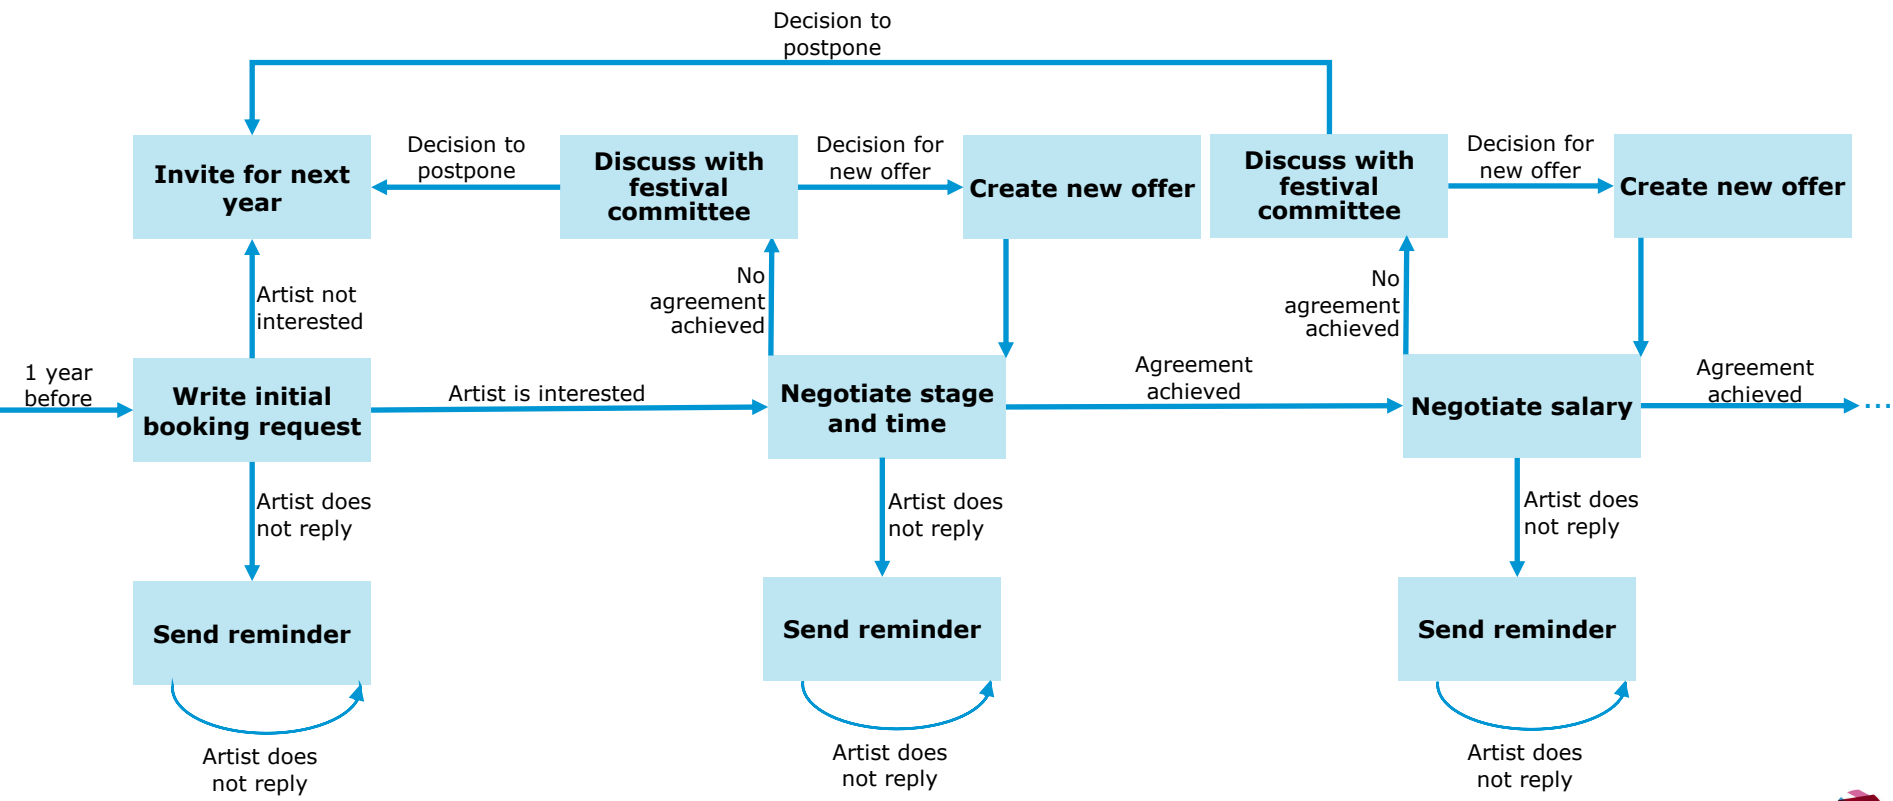 Decision to
postpone
Invite for next
year
Decision to
postpone
Discuss with
festival
committee
Decision for
new offer
Create new offer
Discuss with
festival
committee
Decision for
new offer
Create new offer
Artist not
interested
No
agreement
achieved
No
agreement
achieved
1 year
before
Write initial
booking request
Artist is interested
Negotiate stage
and time
Agreement
achieved
Negotiate salary
Agreement
achieved
...
Artist does
not reply
Artist does
not reply
Artist does
not reply
Send reminder
Send reminder
Send reminder
Artist does
not reply
Artist does
not reply
Artist does
not reply